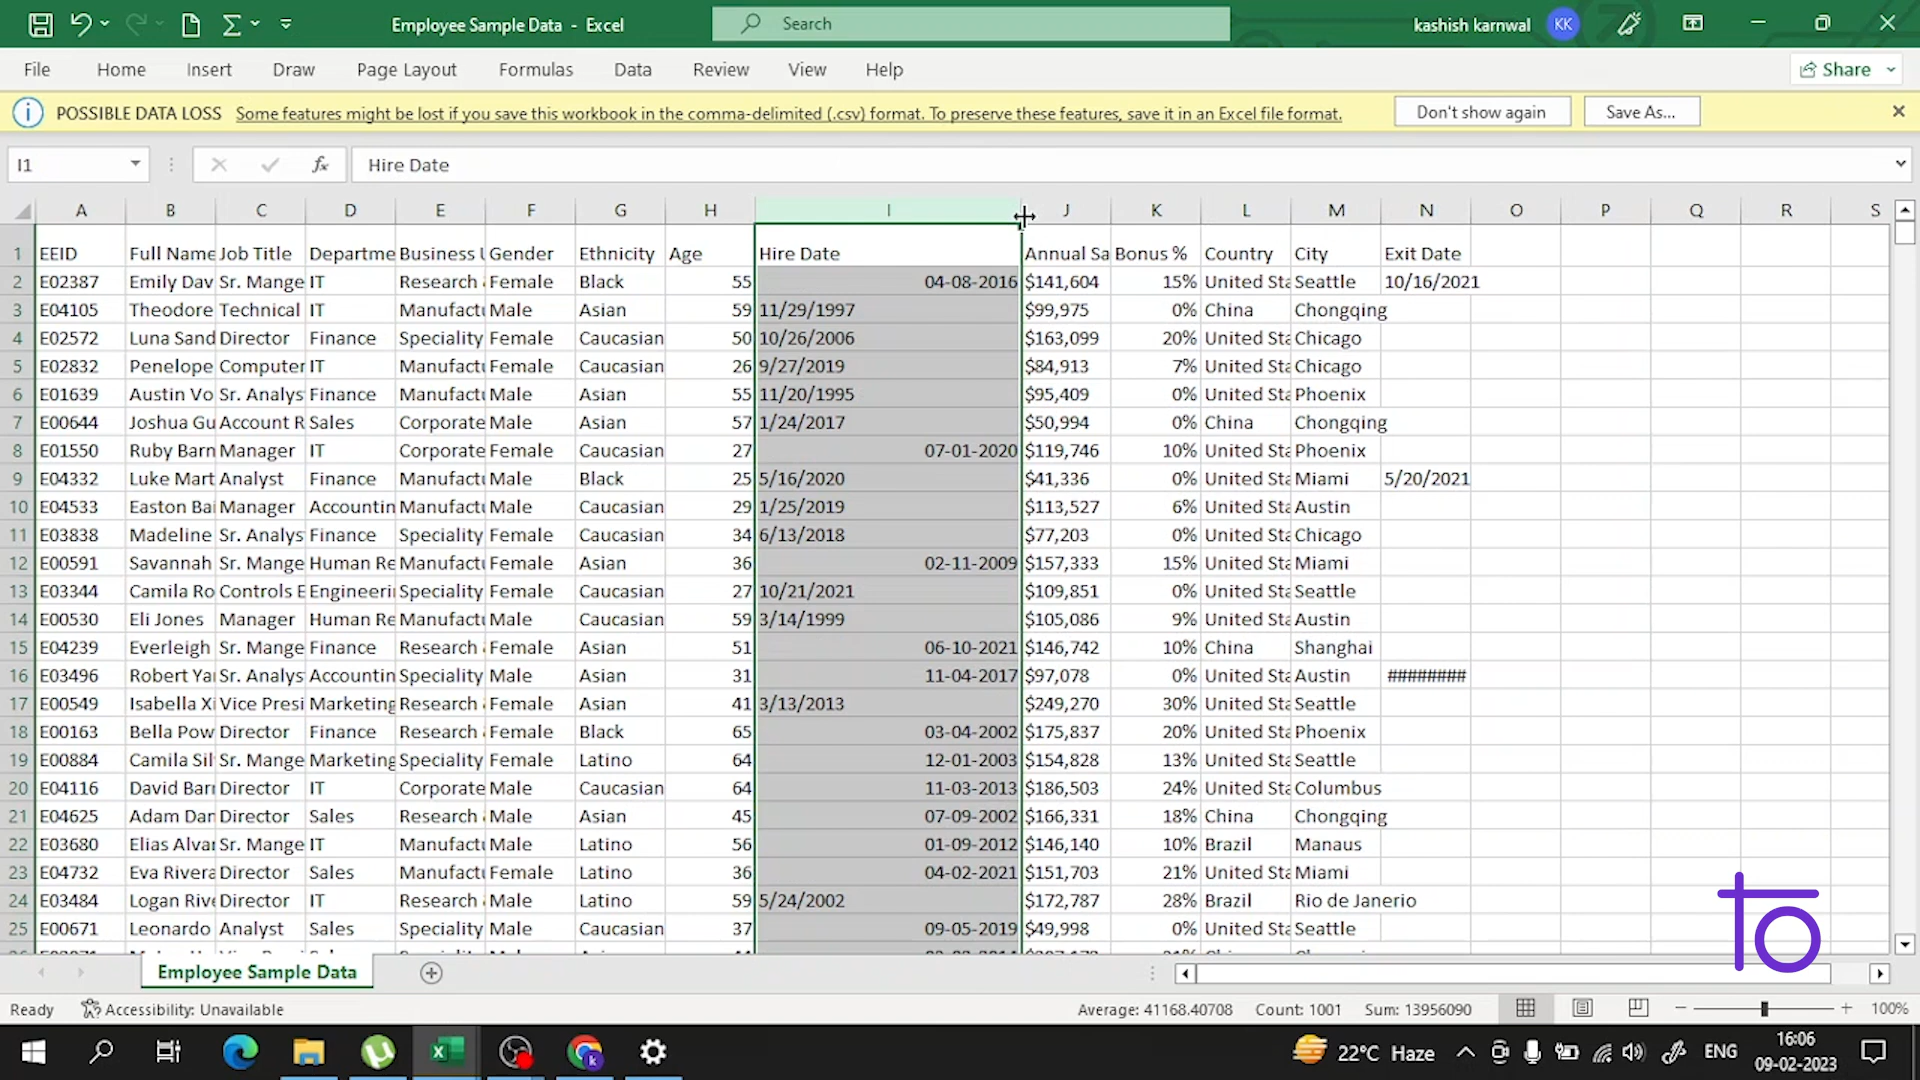 Employee Sample Data - Excel
Search
kashish karnwal
KK
File Home Insert Draw Page Layout Formulas Data Review View Help
Share
POSSIBLE DATA LOSS Some features might be lost if you save this workbook in the comma-delimited (.csv) format. To preserve these features, save it in an Excel file format.
Don't show again
Save As...
I1
fx
Hire Date
A B C D E F G H I J K L M N O P Q R S
1 EEID Full Name Job Title Departme Business U Gender Ethnicity Age Hire Date Annual Sa Bonus % Country City Exit Date
2 E02387 Emily Dav Sr. Mange IT Research Female Black 55 04-08-2016 $141,604 15% United Sta Seattle 10/16/2021
3 E04105 Theodore Technical IT Manufactu Male Asian 59 11/29/1997 $99,975 0% China Chongqing
4 E02572 Luna Sand Director Finance Speciality Female Caucasian 50 10/26/2006 $163,099 20% United Sta Chicago
5 E02832 Penelope Computer IT Manufactu Female Caucasian 26 9/27/2019 $84,913 7% United Sta Chicago
6 E01639 Austin Vo Sr. Analys Finance Manufactu Male Asian 55 11/20/1995 $95,409 0% United Sta Phoenix
7 E00644 Joshua Gu Account R Sales Corporate Male Asian 57 1/24/2017 $50,994 0% China Chongqing
8 E01550 Ruby Barn Manager IT Corporate Female Caucasian 27 07-01-2020 $119,746 10% United Sta Phoenix
9 E04332 Luke Mart Analyst Finance Manufactu Male Black 25 5/16/2020 $41,336 0% United Sta Miami 5/20/2021
10 E04533 Easton Bai Manager Accountin Manufactu Male Caucasian 29 1/25/2019 $113,527 6% United Sta Austin
11 E03838 Madeline Sr. Analys Finance Speciality Female Caucasian 34 6/13/2018 $77,203 0% United Sta Chicago
12 E00591 Savannah Sr. Mange Human Re Manufactu Female Asian 36 02-11-2009 $157,333 15% United Sta Miami
13 E03344 Camila Ro Controls E Engineeri Speciality Female Caucasian 27 10/21/2021 $109,851 0% United Sta Seattle
14 E00530 Eli Jones Manager Human Re Manufactu Male Caucasian 59 3/14/1999 $105,086 9% United Sta Austin
15 E04239 Everleigh Sr. Mange Finance Research Female Asian 51 06-10-2021 $146,742 10% China Shanghai
16 E03496 Robert Ya Sr. Analys Accountin Speciality Male Asian 31 11-04-2017 $97,078 0% United Sta Austin ########
17 E00549 Isabella Xi Vice Presi Marketing Research Female Asian 41 3/13/2013 $249,270 30% United Sta Seattle
18 E00163 Bella Pow Director Finance Research Female Black 65 03-04-2002 $175,837 20% United Sta Phoenix
19 E00884 Camila Sil Sr. Mange Marketing Speciality Female Latino 64 12-01-2003 $154,828 13% United Sta Seattle
20 E04116 David Bar Director IT Corporate Male Caucasian 64 11-03-2013 $186,503 24% United Sta Columbus
21 E04625 Adam Dan Director Sales Research Male Asian 45 07-09-2002 $166,331 18% China Chongqing
22 E03680 Elias Alva Sr. Mange IT Manufactu Male Latino 56 01-09-2012 $146,140 10% Brazil Manaus
23 E04732 Eva Rivera Director Sales Manufactu Female Latino 36 04-02-2021 $151,703 21% United Sta Miami
24 E03484 Logan Rive Director IT Research Male Latino 59 5/24/2002 $172,787 28% Brazil Rio de Janerio
25 E00671 Leonardo Analyst Sales Speciality Male Caucasian 37 09-05-2019 $49,998 0% United Sta Seattle
to
Employee Sample Data
Ready Accessibility: Unavailable Average: 41168.40708 Count: 1001 Sum: 13956090 100%
22°C Haze ENG 16:06
09-02-2023